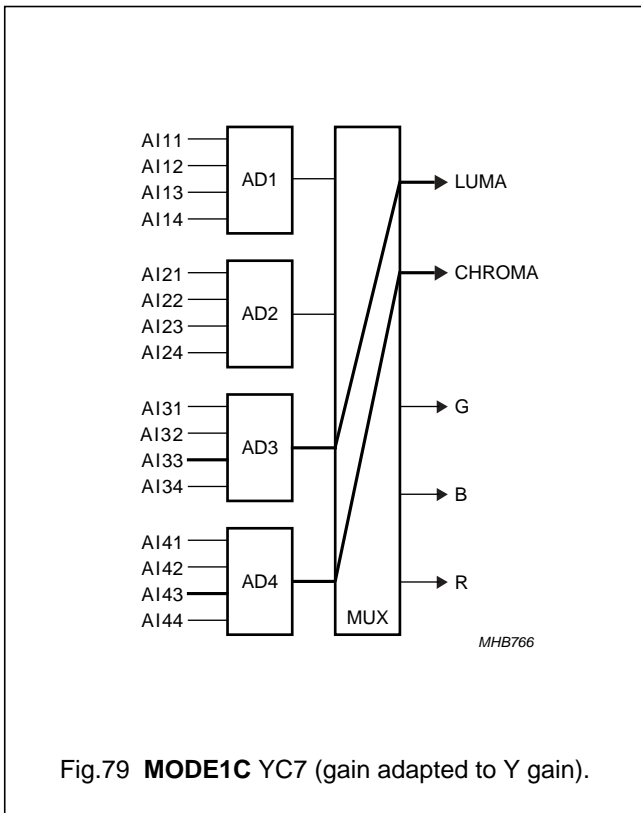 AI11
AI12
AI13
AI14
AD1
AI21
AI22
AI23
AI24
AD2
AI31
AI32
AI33
AI34
AD3
AI41
AI42
AI43
AI44
AD4
MUX
LUMA
CHROMA
G
B
R
MHB766
Fig.79 MODE1C YC7 (gain adapted to Y gain).